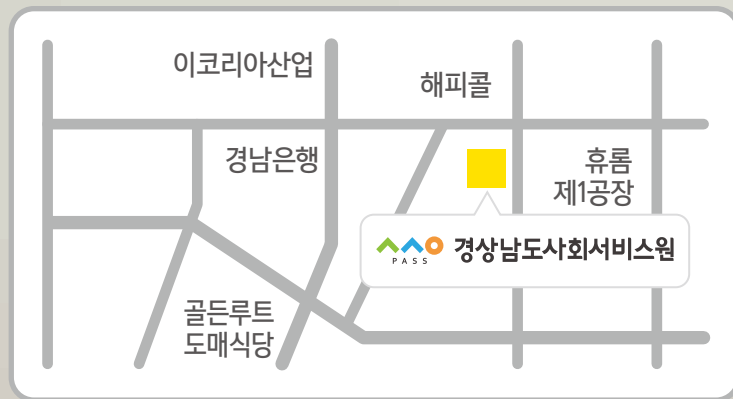 이코리아산업
해피콜
경남은행
휴롬
제1공장
PASS
경상남도사회서비스원
골든루트
도매식당